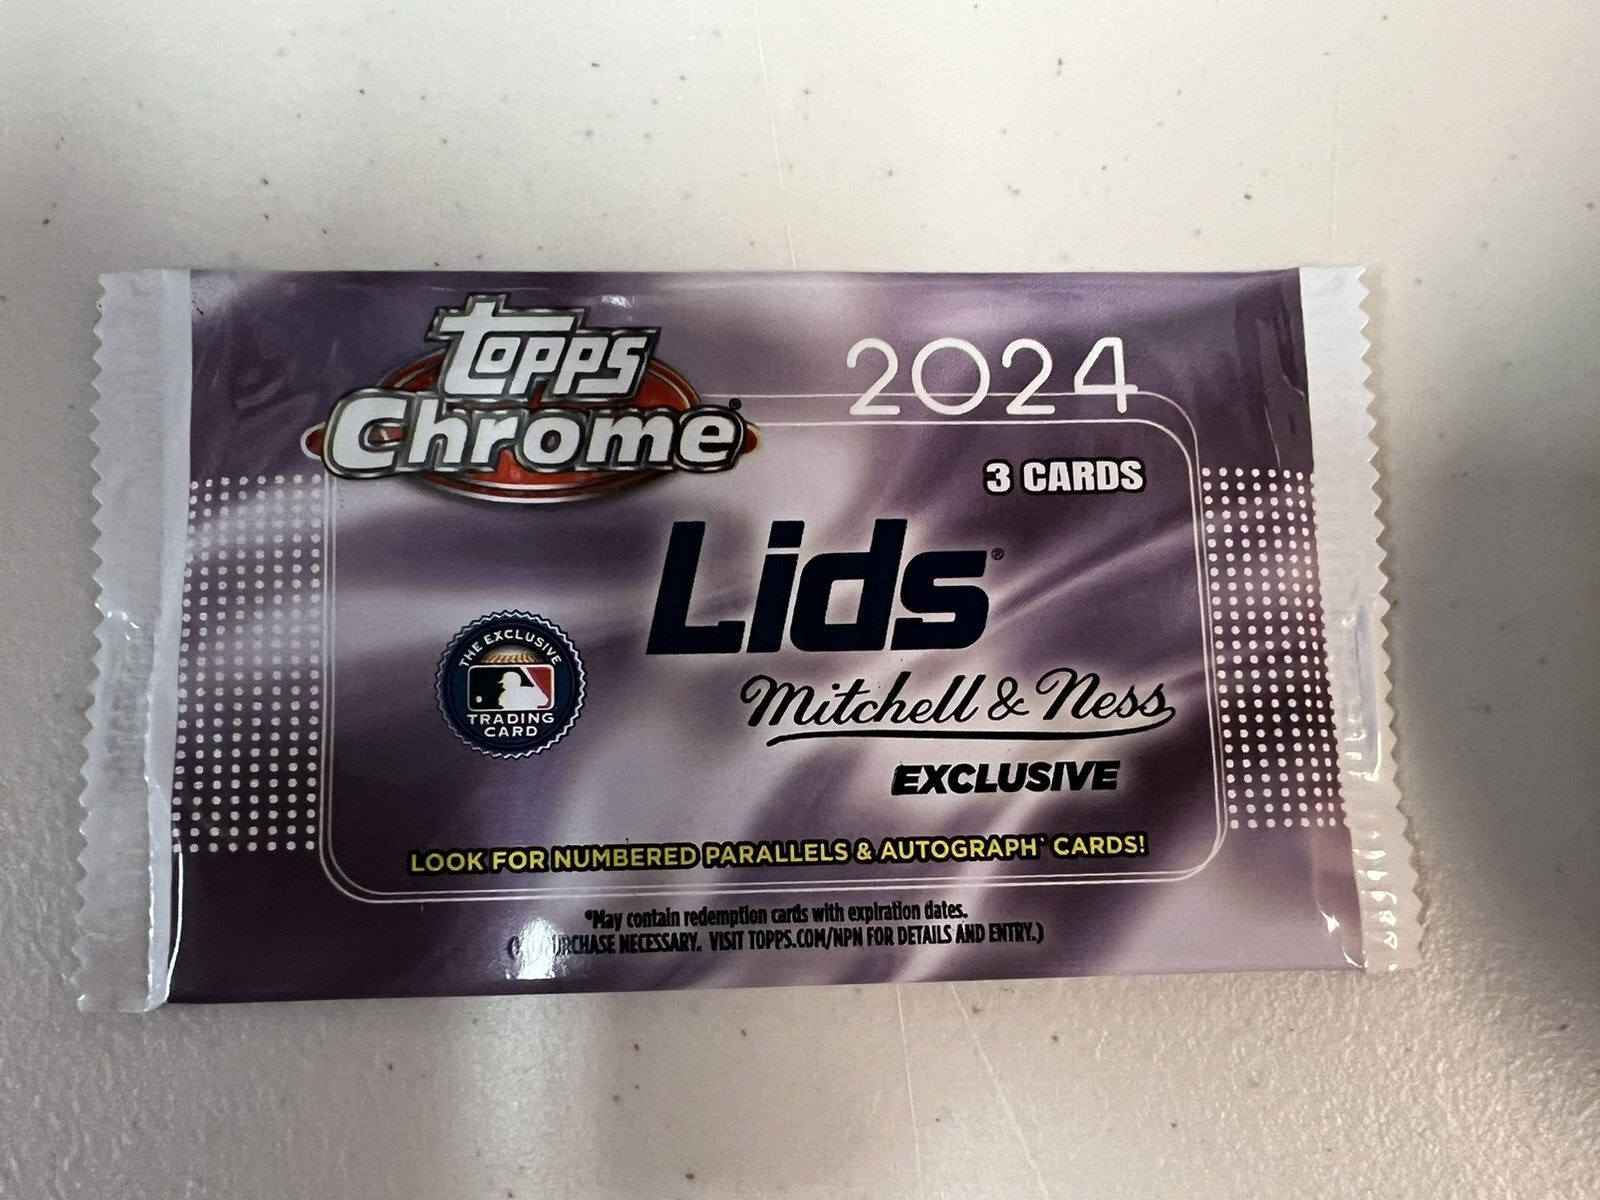 topps
Chrome®
2024
3 CARDS
Lids®
THE EXCLUSIVE
TRADING
CARD
Mitchell & Ness
EXCLUSIVE
LOOK FOR NUMBERED PARALLELS & AUTOGRAPH* CARDS!
*May contain redemption cards with expiration dates.
NECESSARY. VISIT TOPPS.COM/NPN FOR DETAILS AND ENTRY.)